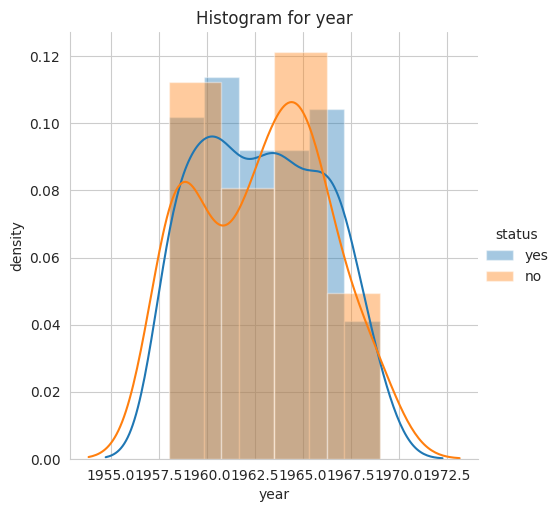 Histogram for year
0.12
0.10
0.08
0.06
0.04
0.02
0.00
density
1955.01957.51960.01962.51965.01967.51970.01972.5
year
status
yes
no